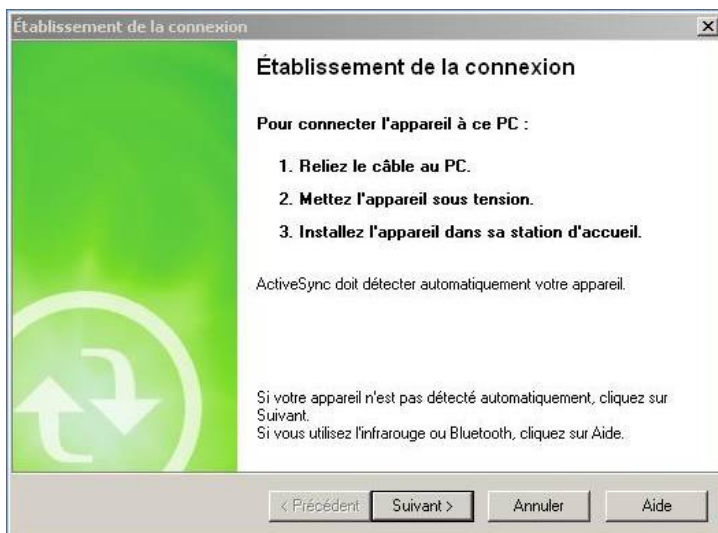 Établissement de la connexion
Établissement de la connexion
Pour connecter l'appareil à ce PC :
1. Reliez le câble au PC.
2. Mettez l'appareil sous tension.
3. Installez l'appareil dans sa station d'accueil.
ActiveSync doit détecter automatiquement votre appareil.
Si votre appareil n'est pas détecté automatiquement, cliquez sur
Suivant.
Si vous utilisez l'infrarouge ou Bluetooth, cliquez sur Aide.
< Précédent Suivant > Annuler Aide